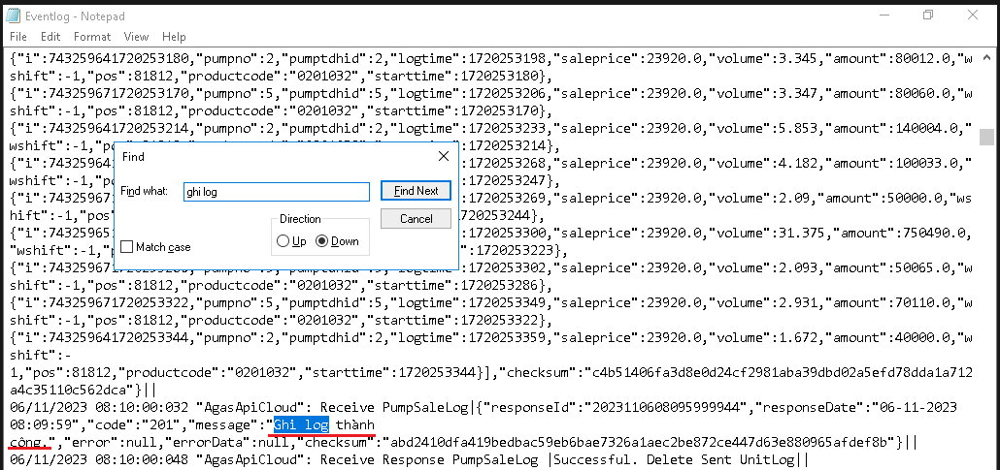 Eventlog - Notepad
File Edit Format View Help
{"i":743259641720253180,"pumpno":2,"pumptdhid":2,"logtime":1720253198,"saleprice":23920.0,"volume":3.345,"amount":80012.0,"w
shift":-1,"pos":81812,"productcode":"0201032","starttime":1720253180},
{"i":743259671720253170,"pumpno":5,"pumptdhid":5,"logtime":1720253206,"saleprice":23920.0,"volume":3.347,"amount":80060.0,"w
shift":-1,"pos":81812,"productcode":"0201032","starttime":1720253170},
{"i":743259641720253214,"pumpno":2,"pumptdhid":2,"logtime":1720253233,"saleprice":23920.0,"volume":5.853,"amount":140004.0,"
wshift":-1,"pos":81812,"productcode":"0201032","starttime":1720253214},
{"i":74325964 1720253268,"saleprice":23920.0,"volume":4.182,"amount":100033.0,"
wshift":-1,"pos 1720253247},
{"i":74325967 1720253269,"saleprice":23920.0,"volume":2.09,"amount":50000.0,"ws
hift":-1,"pos" 1720253244},
{"i":74325965 1720253300,"saleprice":23920.0,"volume":31.375,"amount":750490.0,
"wshift":-1,"p :1720253223},
{"i":74325967 1720253302,"saleprice":23920.0,"volume":2.093,"amount":50065.0,"w
shift":-1,"pos":81812,"productcode":"0201032","starttime":1720253286},
{"i":743259671720253322,"pumpno":5,"pumptdhid":5,"logtime":1720253349,"saleprice":23920.0,"volume":2.931,"amount":70110.0,"w
shift":-1,"pos":81812,"productcode":"0201032","starttime":1720253322},
{"i":743259641720253344,"pumpno":2,"pumptdhid":2,"logtime":1720253359,"saleprice":23920.0,"volume":1.672,"amount":40000.0,"w
shift":-
1,"pos":81812,"productcode":"0201032","starttime":1720253344}],"checksum":"c4b51406fa3d8e0d24cf2981aba39dbd02a5efd78dda1a712
a4c35110c562dca"}||
06/11/2023 08:10:00:032 "AgasApiCloud": Receive PumpSaleLog|{"responseId":"2023110608095999944","responseDate":"06-11-2023
08:09:59","code":"201","message":"Ghi log thành
công.","error":null,"errorData":null,"checksum":"abd2410dfa419bedbac59eb6bae7326a1aec2be872ce447d63e880965afdef8b"}||
06/11/2023 08:10:00:048 "AgasApiCloud": Receive Response PumpSaleLog |Successful. Delete Sent UnitLog||
Find
Find what: ghi log
Find Next
Cancel
Direction
Up Down
Match case